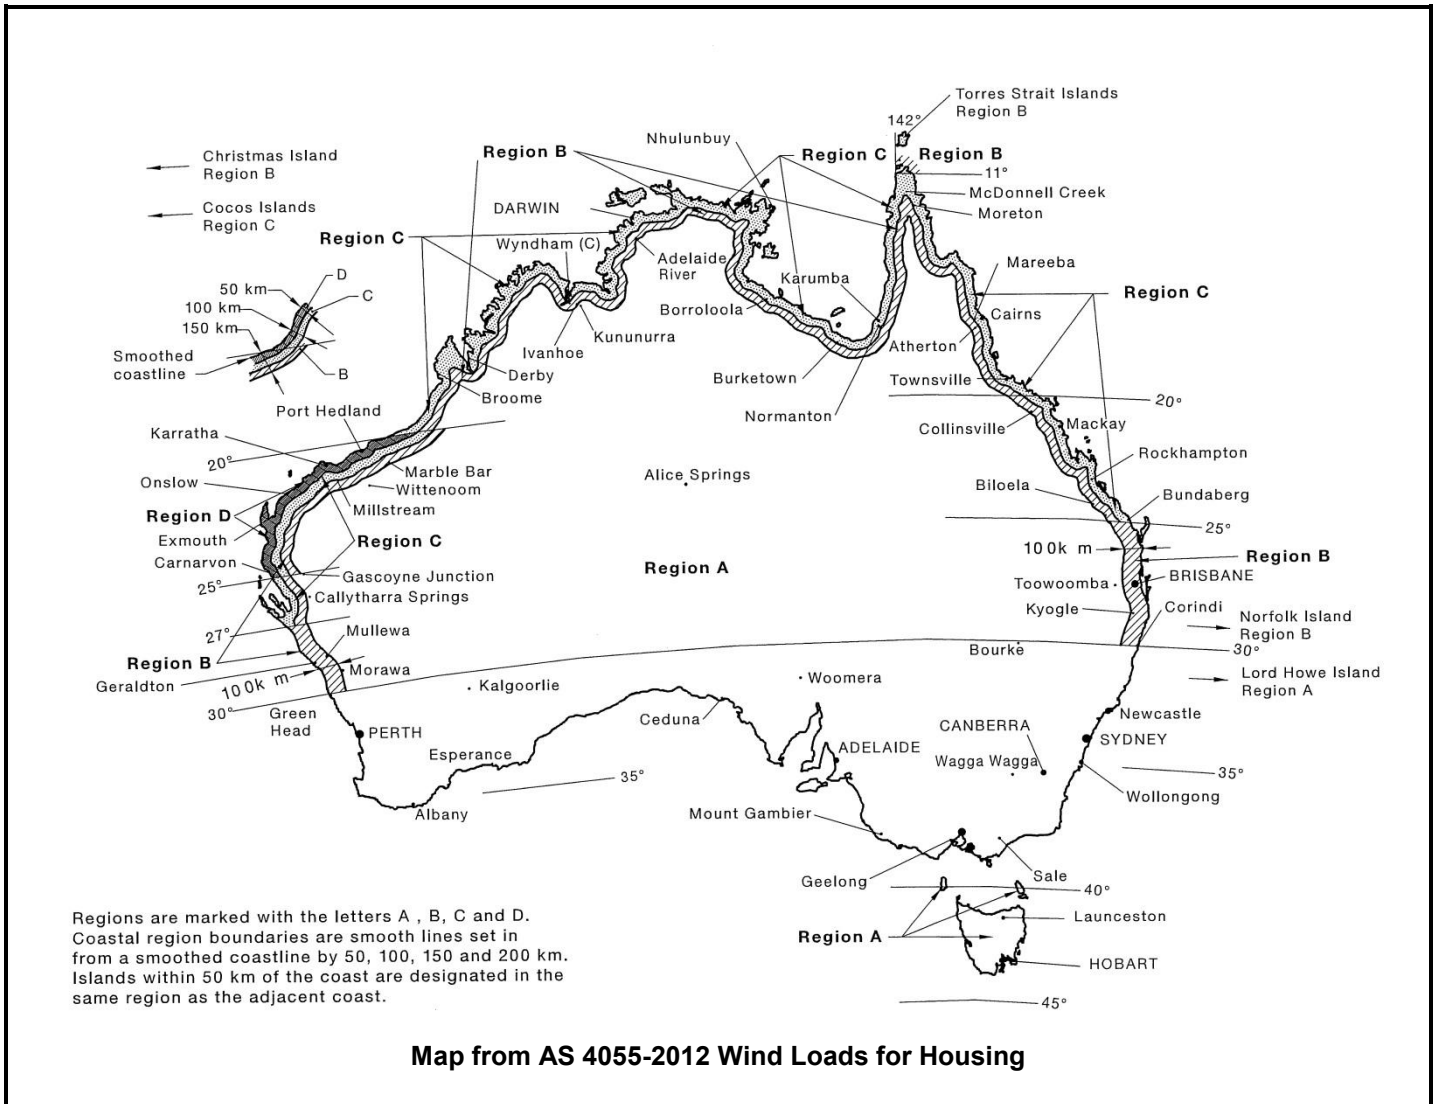 Torres Strait Islands
Region B
142°
Nhulunbuy
Region B
Region C
Region B
Christmas Island
Region B
11°
McDonnell Creek
Moreton
Cocos Islands
Region C
DARWIN
Region C
Wyndham (C)
Adelaide
River
Mareeba
D
Karumba
50 km
C
Region C
100 km
Borroloola
Cairns
150 km
Kununurra
Atherton
Smoothed
coastline
Ivanhoe
B
Derby
Burketown
Townsville
Broome
Port Hedland
Normanton
20°
Collinsville
Mackay
Karratha
20°
Marble Bar
Alice Springs
Rockhampton
Onslow
Wittenoom
Biloela
Bundaberg
Millstream
Region D
25°
Exmouth
Region C
100k m
Region B
Carnarvon
Gascoyne Junction
Region A
BRISBANE
25°
Toowoomba
Callytharra Springs
Kyogle
Corindi
27°
Mullewa
Norfolk Island
Region B
Region B
Bourke
30°
Morawa
Geraldton
100k m
Woomera
Lord Howe Island
Region A
Kalgoorlie
30°
Green
Head
Ceduna
Newcastle
PERTH
CANBERRA
SYDNEY
ADELAIDE
Esperance
Wagga Wagga
35°
35°
Wollongong
Albany
Mount Gambier
Geelong
Sale
40°
Launceston
Region A
HOBART
45°
Regions are marked with the letters A , B, C and D.
Coastal region boundaries are smooth lines set in
from a smoothed coastline by 50, 100, 150 and 200 km.
Islands within 50 km of the coast are designated in the
same region as the adjacent coast.
Map from AS 4055-2012 Wind Loads for Housing